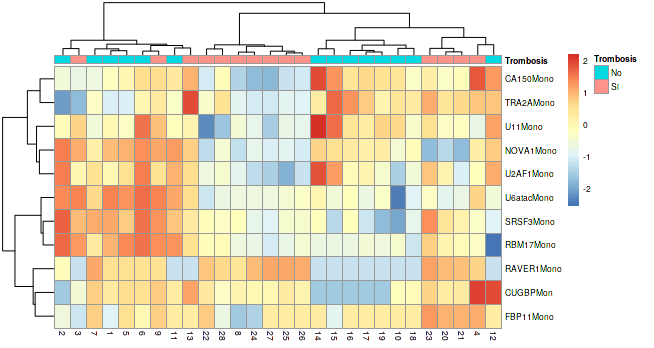 Trombosis
Trombosis
No
SI
2
1
0
-1
-2
CA150Mono
TRA2AMono
U11Mono
NOVA1Mono
U2AF1Mono
U6atacMono
SRSF3Mono
RBM17Mono
RAVER1Mono
CUGBPMon
FBP11Mono
2 3 7 1 5 6 9 11 13 22 28 8 24 27 25 26 14 15 16 17 19 10 18 23 20 21 4 12